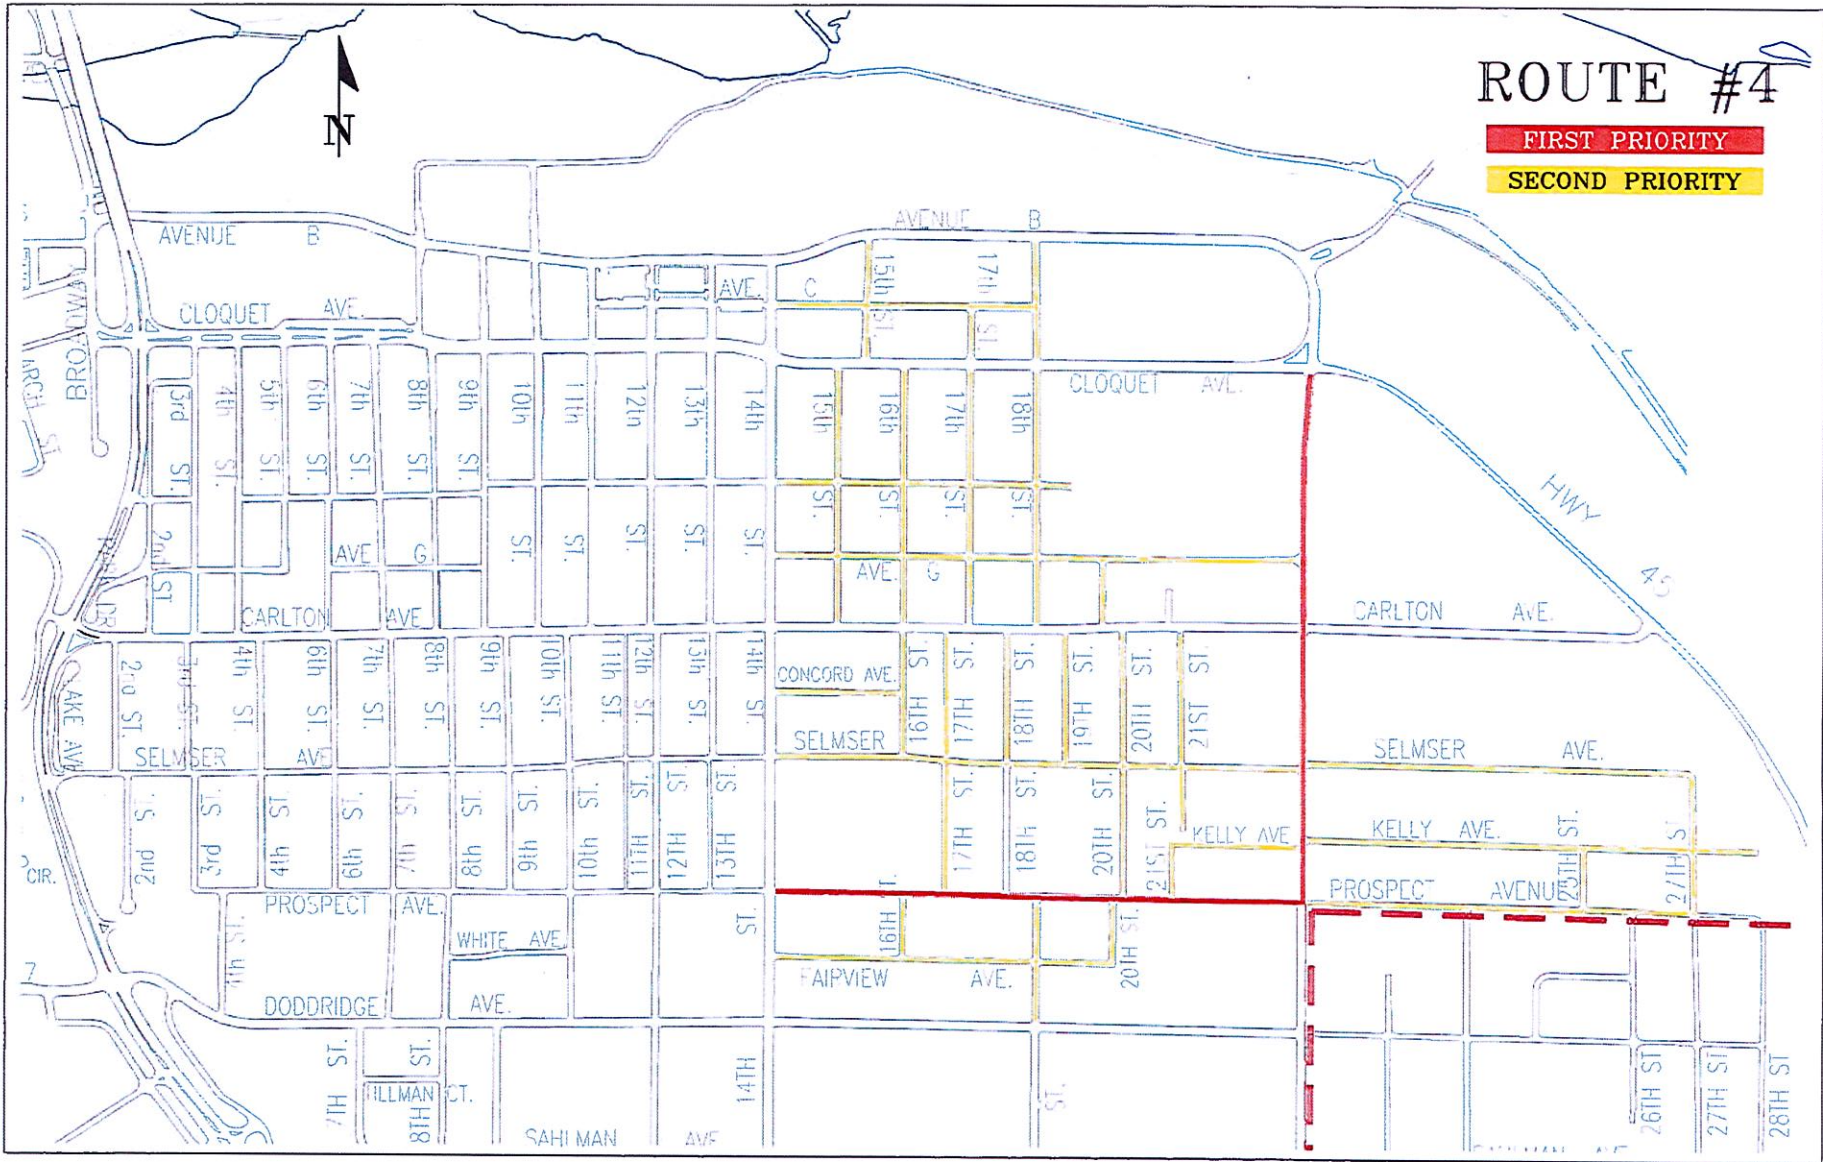 ROUTE #4
FIRST PRIORITY
SECOND PRIORITY
N
AVENUE B
AVENUE B
15th ST.
17th ST.
AVE. C
CLOQUET AVE.
BROADWAY
ARCH ST.
3rd ST.
4th ST.
5th ST.
6th ST.
7th ST.
8th ST.
9th ST.
10th ST.
11th ST.
12th ST.
13th ST.
14th ST.
15th ST.
16th ST.
17th ST.
18th ST.
CLOQUET AVE.
HWY 45
2nd ST
AVE G.
AVE. G
CARLTON AVE.
CARLTON AVE.
LAKE AVE
2nd ST.
3rd ST.
4th ST.
6th ST.
7th ST.
8th ST.
9th ST.
10th ST.
11th ST.
12th ST.
13th ST.
14th ST.
CONCORD AVE.
16TH ST.
17TH ST.
18TH ST.
19TH ST.
20TH ST.
21ST ST.
SELMSER AVE
SELMSER
SELMSER AVE.
2nd S.
3rd ST.
4th ST.
6th ST.
7th ST.
8th ST.
9th ST.
10th ST.
11TH ST.
12TH ST.
13TH ST.
17TH ST.
18TH ST.
20TH ST.
21ST ST.
KELLY AVE
KELLY AVE.
25TH ST.
27TH ST
CIR.
PROSPECT AVE.
PROSPECT AVENUE
WHITE AVE
ST.
16TH
20TH ST.
FAIPVIEW AVE.
7
DODDRIDGE AVE.
7TH ST.
8TH ST.
ILLMAN CT.
14TH
ST.
26TH ST
27TH ST
28TH ST
SAHLMAN AVE